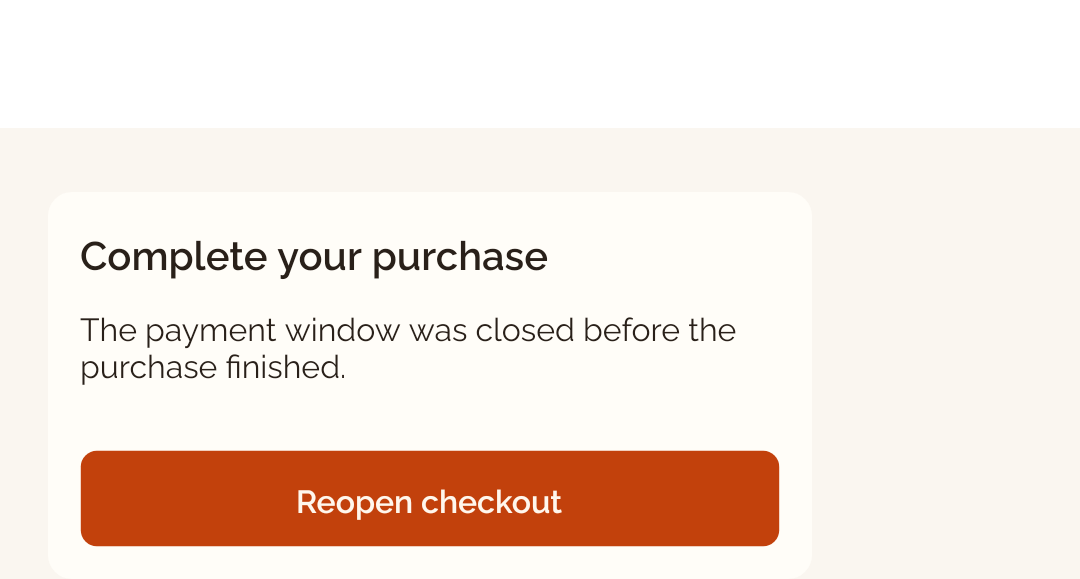 Complete your purchase
The payment window was closed before the
purchase finished.
Reopen checkout